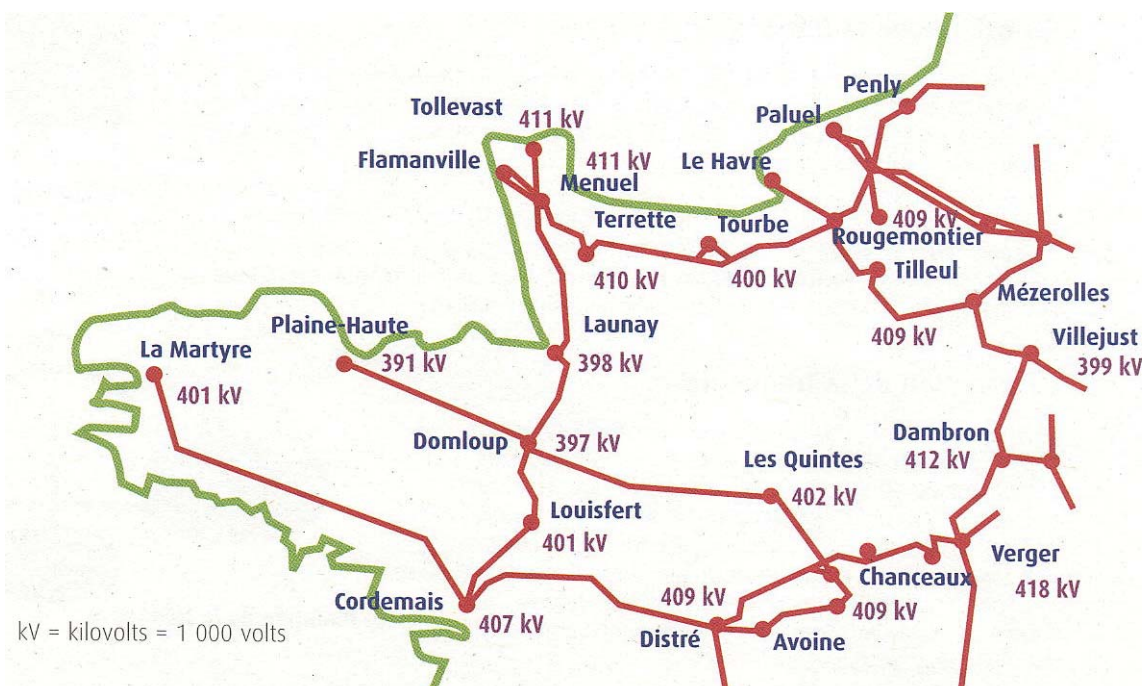 Penly
Tollevast
411 kV
Paluel
Flamanville
411 kV
Le Havre
Menuel
Terrette
Tourbe
409 kV
Rougemontier
410 kV
400 kV
Tilleul
Mézerolles
Plaine-Haute
Launay
409 kV
Villejust
La Martyre
391 kV
398 kV
399 kV
401 kV
Domloup
397 kV
Dambron
Les Quintes
412 kV
402 kV
Louisfert
401 kV
Verger
Chanceaux
Cordemais
409 kV
418 kV
407 kV
409 kV
kV = kilovolts = 1 000 volts
Distré
Avoine